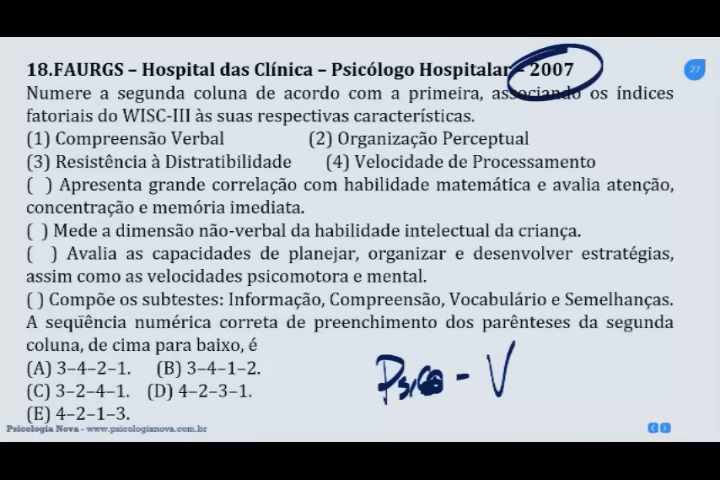 18.FAURGS – Hospital das Clínica – Psicólogo Hospitalar – 2007
27
Numere a segunda coluna de acordo com a primeira, associando os índices
fatoriais do WISC-III às suas respectivas características.
(1) Compreensão Verbal (2) Organização Perceptual
(3) Resistência à Distratibilidade (4) Velocidade de Processamento
( ) Apresenta grande correlação com habilidade matemática e avalia atenção,
concentração e memória imediata.
( ) Mede a dimensão não-verbal da habilidade intelectual da criança.
( ) Avalia as capacidades de planejar, organizar e desenvolver estratégias,
assim como as velocidades psicomotora e mental.
( ) Compõe os subtestes: Informação, Compreensão, Vocabulário e Semelhanças.
A seqüência numérica correta de preenchimento dos parênteses da segunda
coluna, de cima para baixo, é
(A) 3–4–2–1. (B) 3–4–1–2.
(C) 3–2–4–1. (D) 4–2–3–1.
(E) 4–2–1–3.
Psico - V
Psicologia Nova - www.psicologianova.com.br